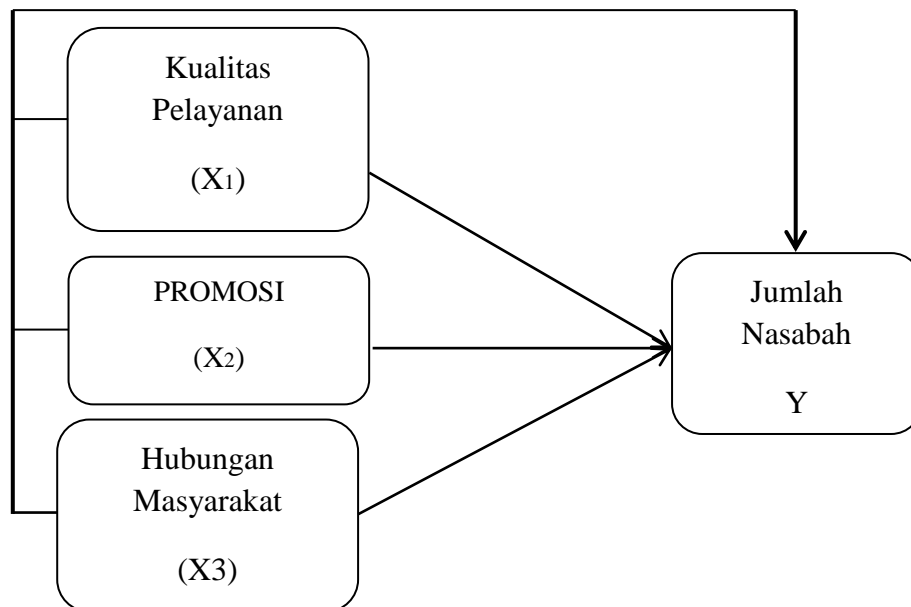 Kualitas
Pelayanan
(X1)
PROMOSI
(X2)
Hubungan
Masyarakat
(X3)
Jumlah
Nasabah
Y